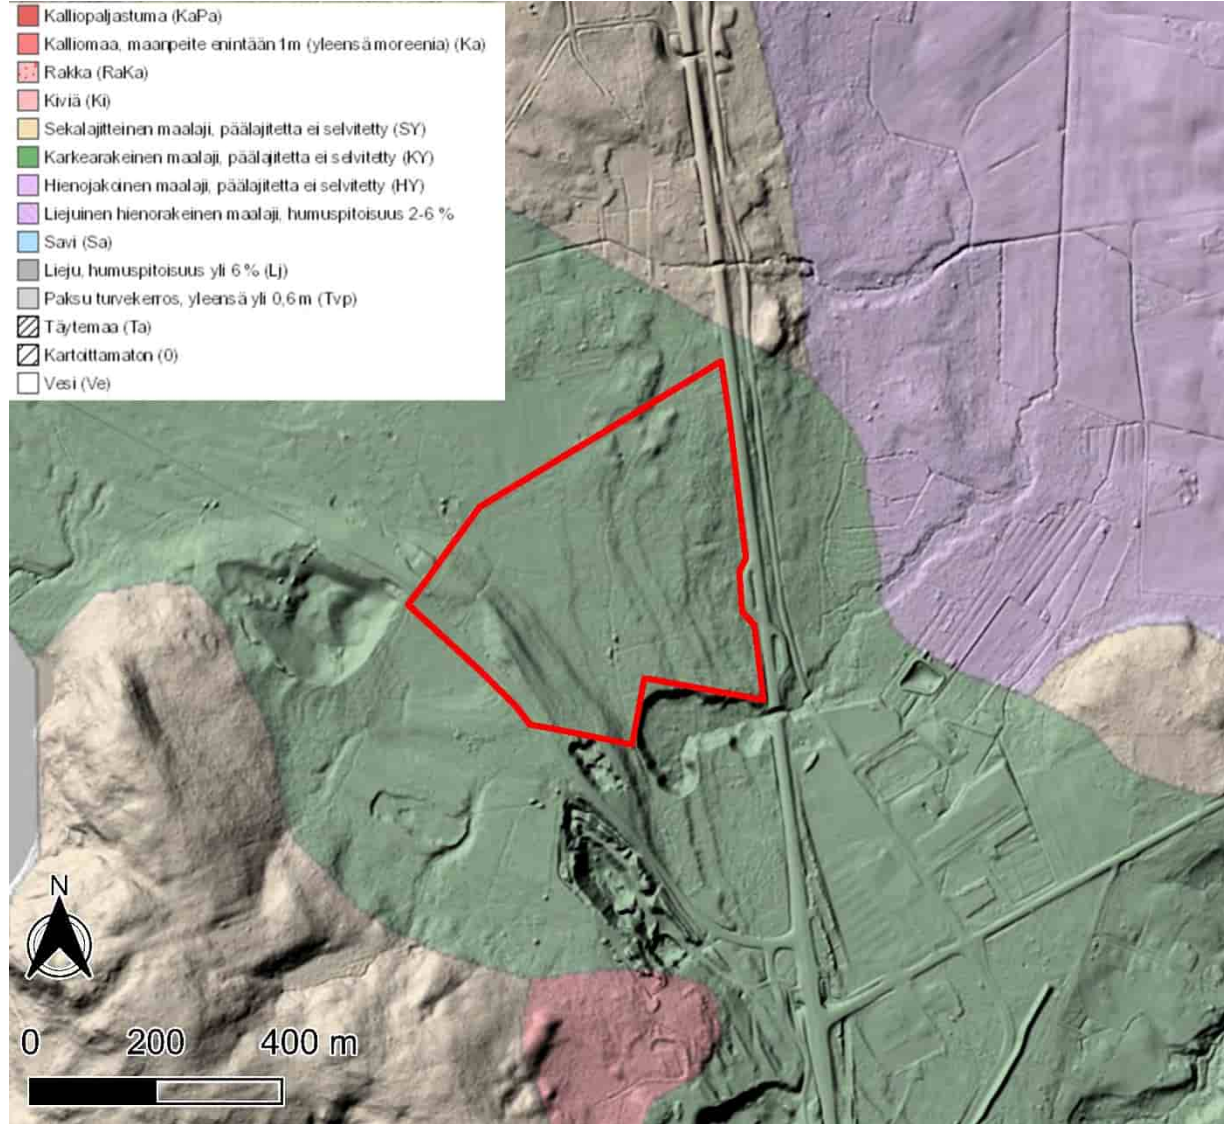 Kalliopaljastuma (KaPa)
Kalliomaa, maanpeite enintään 1m (yleensä moreenia) (Ka)
Rakka (RaKa)
Kiviä (Ki)
Sekalajitteinen maalaji, päälajitetta ei selvitetty (SY)
Karkearakeinen maalaji, päälajitetta ei selvitetty (KY)
Hienojakoinen maalaji, päälajitetta ei selvitetty (HY)
Liejuinen hienorakeinen maalaji, humuspitoisuus 2-6 %
Savi (Sa)
Lieju, humuspitoisuus yli 6 % (Lj)
Paksu turvekerros, yleensä yli 0,6 m (Tvp)
Täytemaa (Ta)
Kartoittamaton (0)
Vesi (Ve)
N
0 200 400 m